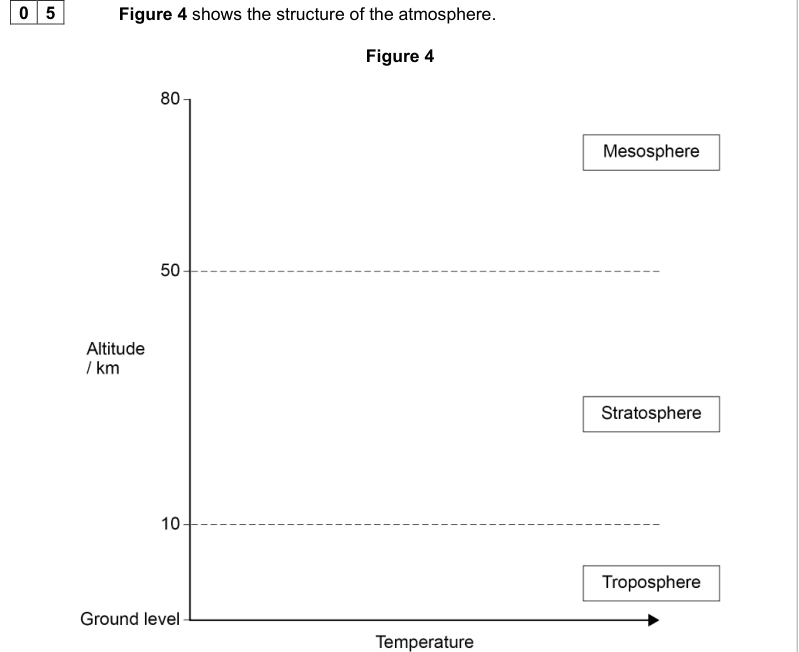 0 5 Figure 4 shows the structure of the atmosphere.
Figure 4
80
Mesosphere
50
Altitude
/ km
Stratosphere
10
Troposphere
Ground level
Temperature